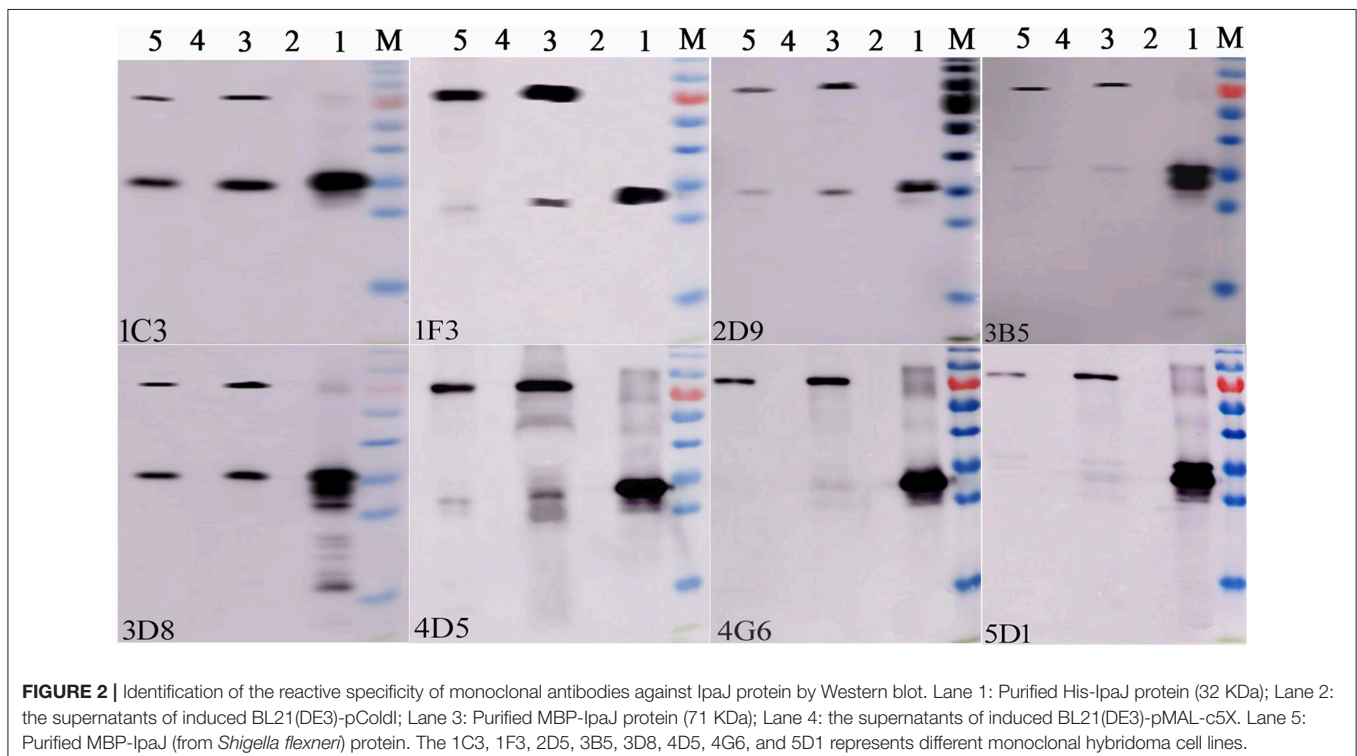 5 4 3 2 1 M 5 4 3 2 1 M 5 4 3 2 1 M 5 4 3 2 1 M
1C3 1F3 2D9 3B5
3D8 4D5 4G6 5D1
FIGURE 2 | Identification of the reactive specificity of monoclonal antibodies against IpaJ protein by Western blot. Lane 1: Purified His-IpaJ protein (32 KDa); Lane 2:
the supernatants of induced BL21(DE3)-pColdI; Lane 3: Purified MBP-IpaJ protein (71 KDa); Lane 4: the supernatants of induced BL21(DE3)-pMAL-c5X. Lane 5:
Purified MBP-IpaJ (from Shigella flexneri) protein. The 1C3, 1F3, 2D5, 3B5, 3D8, 4D5, 4G6, and 5D1 represents different monoclonal hybridoma cell lines.